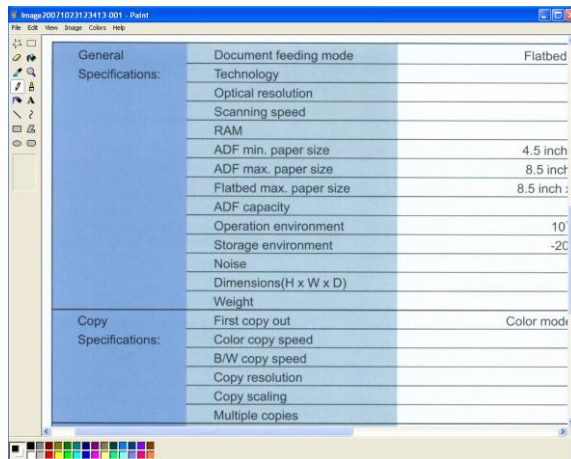 Image20071023123413-001 - Paint
File Edit View Image Colors Help
General Document feeding mode Flatbed
Specifications: Technology
Optical resolution
Scanning speed
RAM
ADF min. paper size 4.5 inch
ADF max. paper size 8.5 inch
Flatbed max. paper size 8.5 inch :
ADF capacity
Operation environment 10
Storage environment -20
Noise
Dimensions(H x W x D)
Weight
Copy First copy out Color mode
Specifications: Color copy speed
B/W copy speed
Copy resolution
Copy scaling
Multiple copies